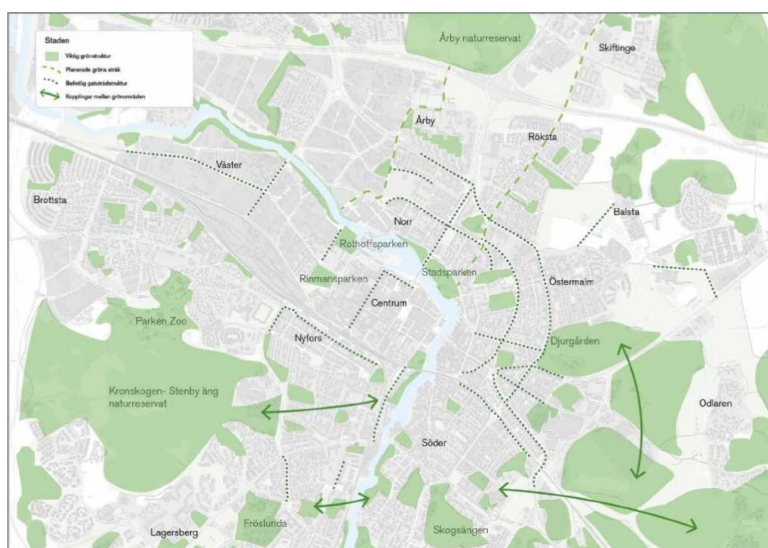 Staden
Viktig grönstruktur
Planerade gröna stråk
Befintlig gatuträdstruktur
Kopplingar mellan grönområden
Årby naturreservat
Skiftinge
Årby
Röksta
Väster
Brottsta
Norr
Balsta
Rothoffsparken
Rinmansparken
Stadsparken
Östermalm
Centrum
Parken Zoo
Nyfors
Djurgården
Kronskogen- Stenby äng
naturreservat
Odlaren
Söder
Fröslunda
Skogsängen
Lagersberg